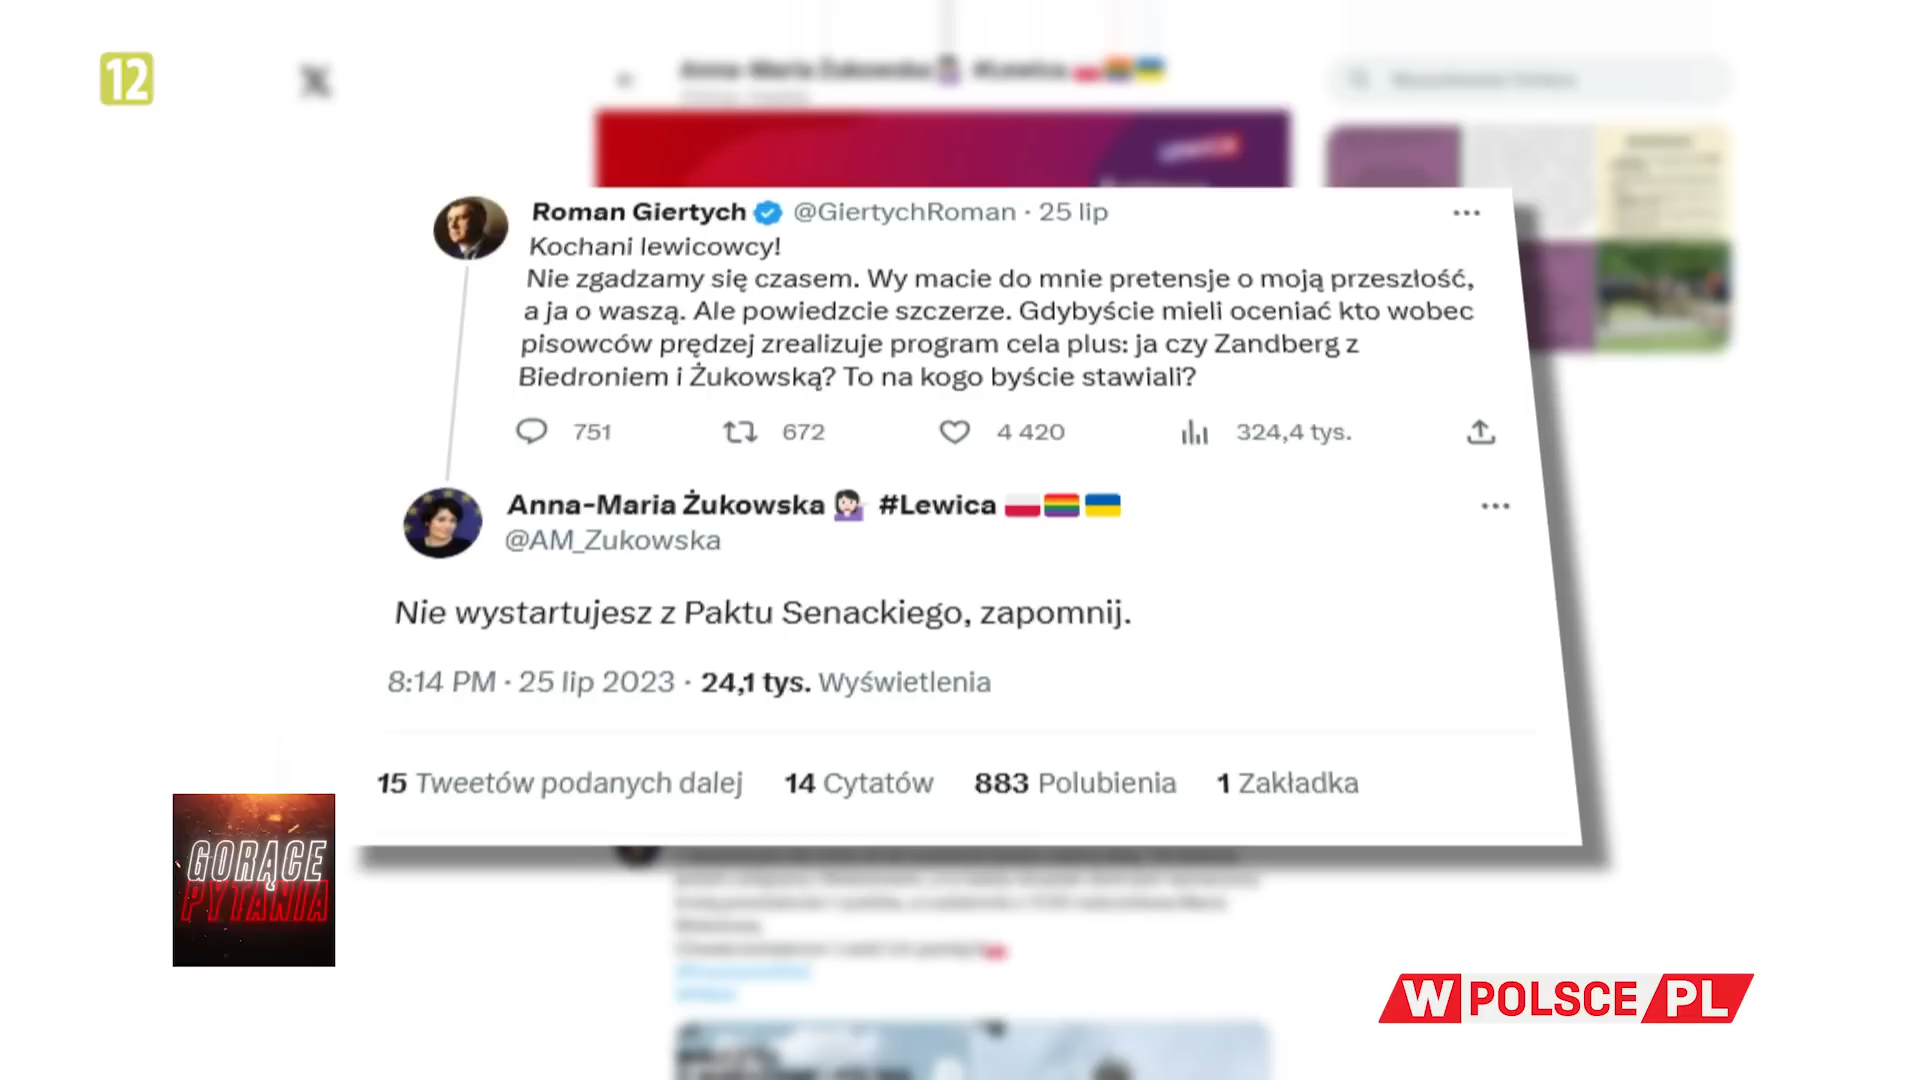 12
Anna-Maria Żukowska #Lewica
Roman Giertych @GiertychRoman · 25 lip
Kochani lewicowcy!
Nie zgadzamy się czasem. Wy macie do mnie pretensje o moją przeszłość,
a ja o waszą. Ale powiedzcie szczerze. Gdybyście mieli oceniać kto wobec
pisowców prędzej zrealizuje program cela plus: ja czy Zandberg z
Biedroniem i Żukowską? To na kogo byście stawiali?
751 672 4 420 324,4 tys.
Anna-Maria Żukowska #Lewica
@AM_Zukowska
Nie wystartujesz z Paktu Senackiego, zapomnij.
8:14 PM · 25 lip 2023 · 24,1 tys. Wyświetlenia
15 Tweetów podanych dalej 14 Cytatów 883 Polubienia 1 Zakładka
GORĄCE
PYTANIA
W POLSCE PL